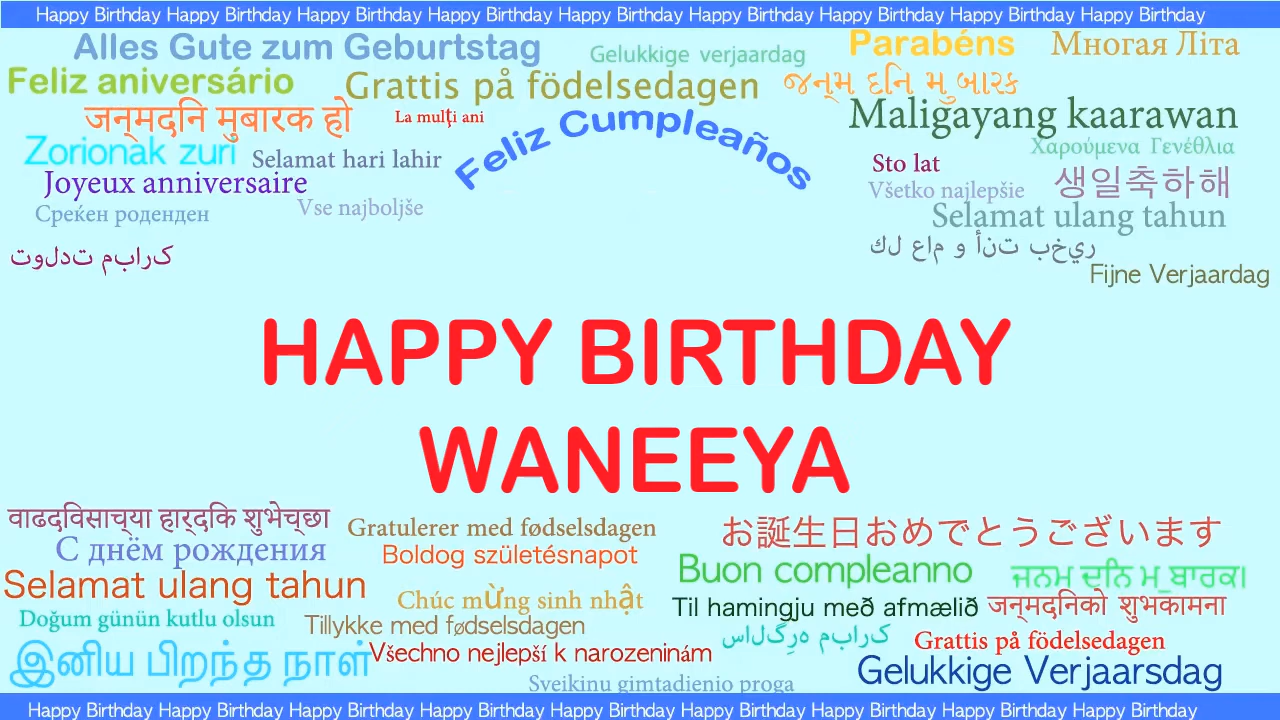 Happy Birthday Happy Birthday Happy Birthday Happy Birthday Happy Birthday Happy Birthday Happy Birthday Happy Birthday Happy Birthday
Alles Gute zum Geburtstag
Gelukkige verjaardag
Parabéns
Многая Літа
Feliz aniversário
Grattis på födelsedagen
જન્મ દિન મુબારક
जन्मदिन मुबारक हो
La mulţi ani
Feliz Cumpleaños
Maligayang kaarawan
Zorionak zuri
Selamat hari lahir
Χαρούμενα Γενέθλια
Sto lat
Joyeux anniversaire
Všetko najlepšie
생일축하해
Среќен роденден
Vse najboljše
Selamat ulang tahun
تولدت مبارک
كل عام و أنت بخير
Fijne Verjaardag
HAPPY BIRTHDAY
WANEEYA
वाढदिवसाच्या हार्दिक शुभेच्छा
Gratulerer med fødselsdagen
お誕生日おめでとうございます
С днём рождения
Boldog születésnapot
Buon compleanno
ਜਨਮ ਦਿਨ ਮੁਬਾਰਕ।
Selamat ulang tahun
Chúc mừng sinh nhật
Til hamingju með afmælið
जन्मदिनको शुभकामना
Doğum günün kutlu olsun
Tillykke med fødselsdagen
سالگرہ مبارک
Grattis på födelsedagen
இனிய பிறந்த நாள்
Všechno nejlepší k narozeninám
Gelukkige Verjaarsdag
Sveikinu gimtadienio proga
Happy Birthday Happy Birthday Happy Birthday Happy Birthday Happy Birthday Happy Birthday Happy Birthday Happy Birthday Happy Birthday